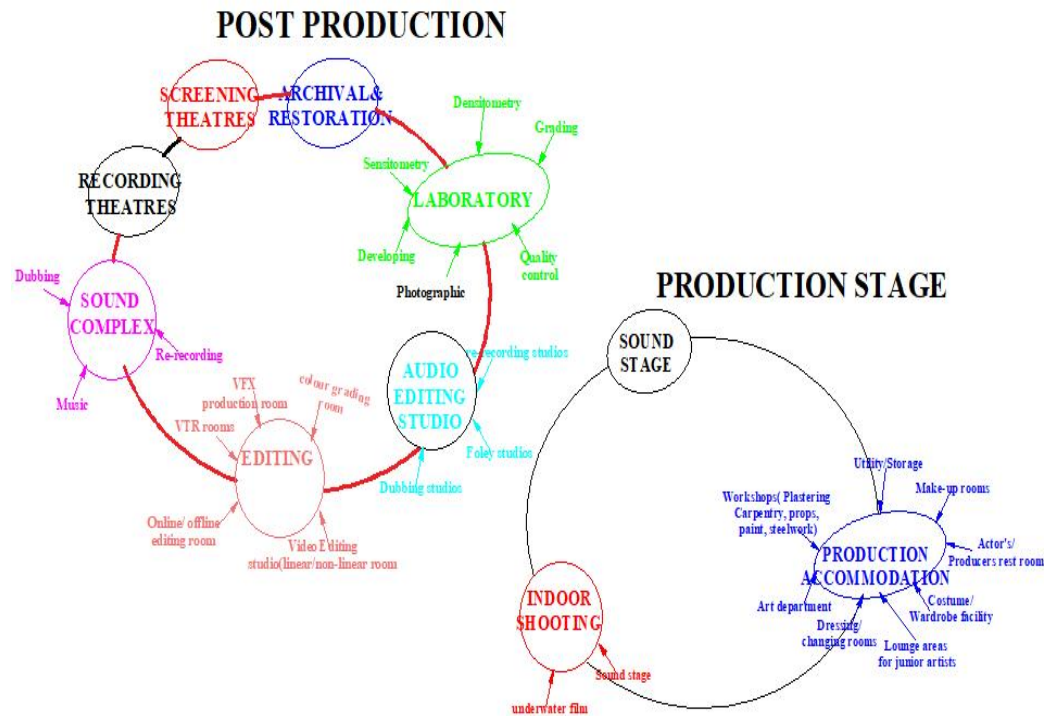 POST PRODUCTION
SCREENING
THEATRES
ARCHIVAL&
RESTORATION
Densitometry
Grading
Sensitometry
LABORATORY
Developing
Quality
control
Photographic
RECORDING
THEATRES
Dubbing
SOUND
COMPLEX
Re-recording
Music
VFX
production room
colour grading
room
VTR rooms
EDITING
Online/ offline
editing room
Video Editing
studio(linear/non-linear room
AUDIO
EDITING
STUDIO
re-recording studios
Foley studios
Dubbing studios
PRODUCTION STAGE
SOUND
STAGE
Utility/Storage
Make-up rooms
Workshops( Plastering
Carpentry, props,
paint, steelwork)
Actor's/
Producers rest room
PRODUCTION
ACCOMMODATION
Art department
Costume/
Wardrobe facility
Dressing/
changing rooms
Lounge areas
for junior artists
INDOOR
SHOOTING
Sound stage
underwater film